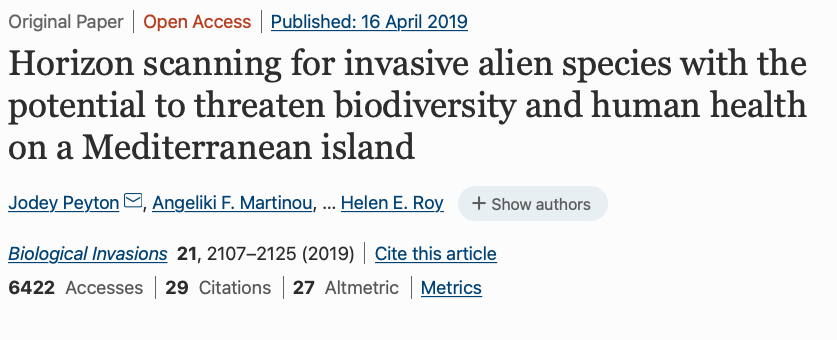 Original Paper | Open Access | Published: 16 April 2019
Horizon scanning for invasive alien species with the
potential to threaten biodiversity and human health
on a Mediterranean island
Jodey Peyton, Angeliki F. Martinou, ... Helen E. Roy + Show authors
Biological Invasions 21, 2107–2125 (2019) | Cite this article
6422 Accesses | 29 Citations | 27 Altmetric | Metrics